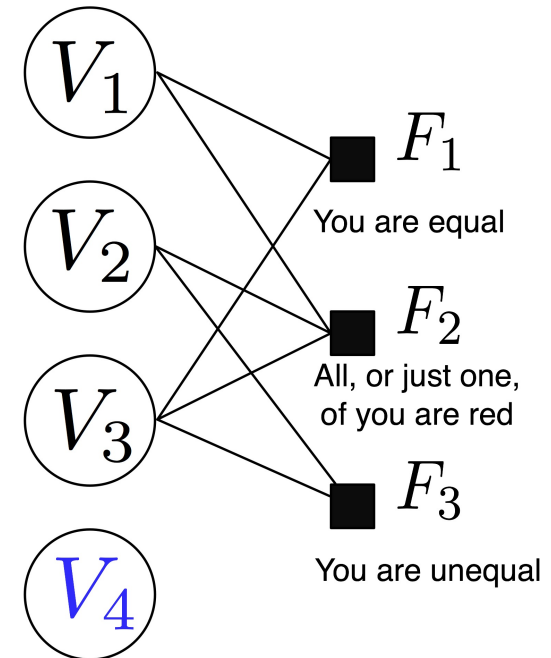 V1
F1
You are equal
V2
F2
All, or just one,
of you are red
V3
F3
You are unequal
V4